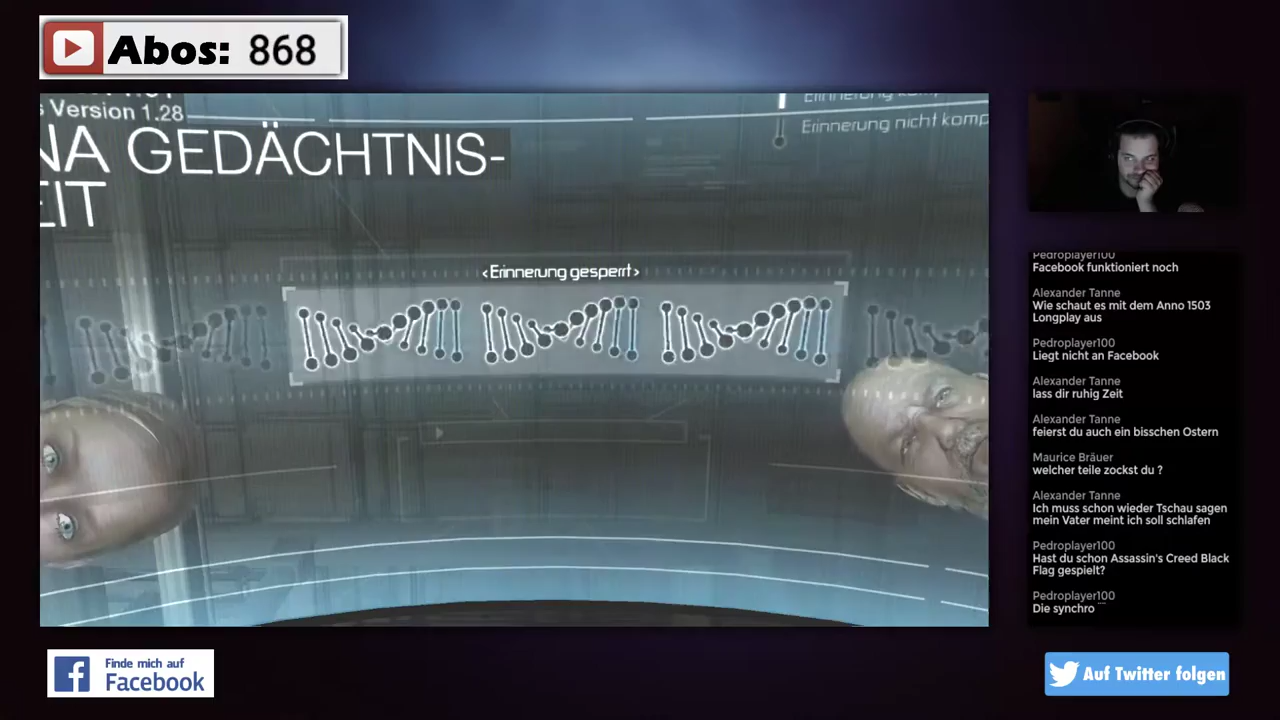 Abos: 868
Version 1.28
NA GEDÄCHTNIS-
EIT
Erinnerung nicht komp
<Erinnerung gesperrt>
Pedroplayer100
Facebook funktioniert noch
Alexander Tanne
Wie schaut es mit dem Anno 1503
Longplay aus
Pedroplayer100
Liegt nicht an Facebook
Alexander Tanne
lass dir ruhig Zeit
Alexander Tanne
feierst du auch ein bisschen Ostern
Maurice Bräuer
welcher teile zockst du ?
Alexander Tanne
Ich muss schon wieder Tschau sagen
mein Vater meint ich soll schlafen
Pedroplayer100
Hast du schon Assassin's Creed Black
Flag gespielt?
Pedroplayer100
Die synchro
Finde mich auf
Facebook
Auf Twitter folgen